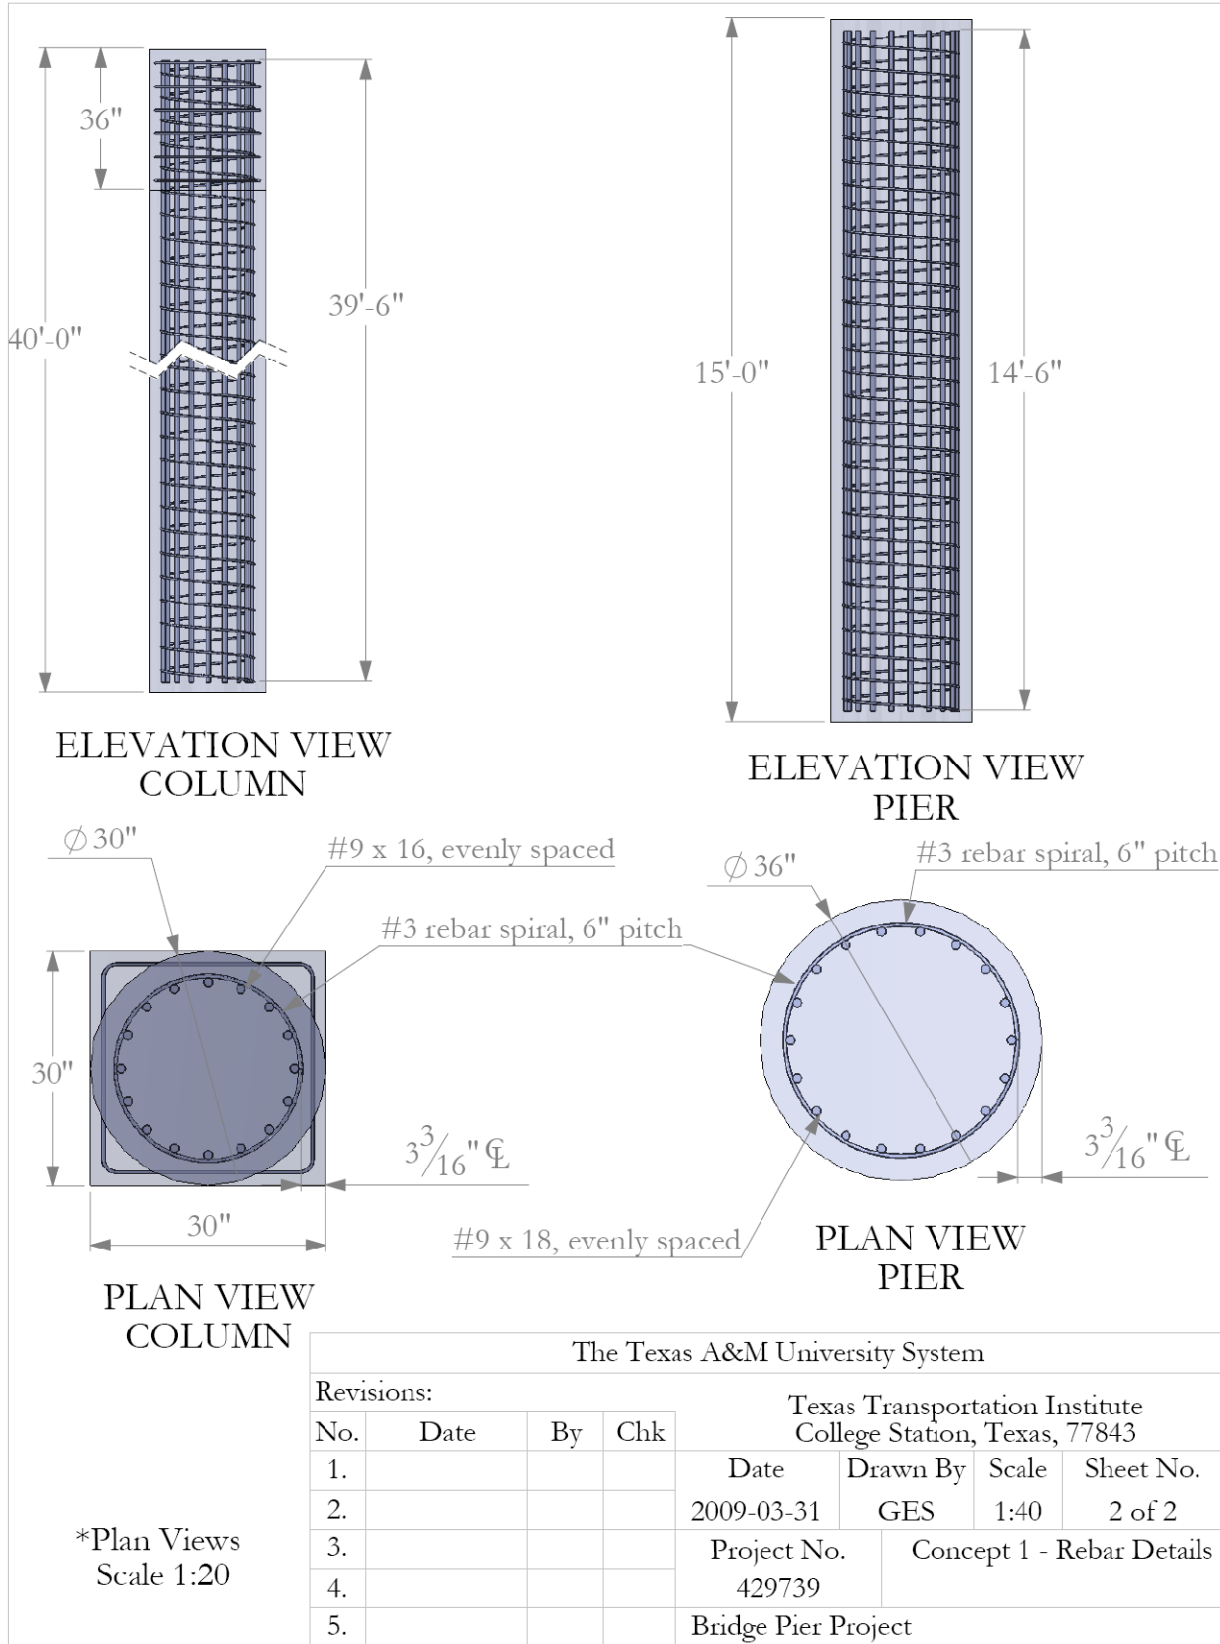 36"
40'-0"
39'-6"
15'-0"
14'-6"
ELEVATION VIEW
COLUMN
ELEVATION VIEW
PIER
∅ 30"
#9 x 16, evenly spaced
#3 rebar spiral, 6" pitch
∅ 36"
#3 rebar spiral, 6" pitch
30"
3 3/16" ℄
30"
3 3/16" ℄
#9 x 18, evenly spaced
PLAN VIEW
COLUMN
PLAN VIEW
PIER
The Texas A&M University System
Revisions:
Texas Transportation Institute
College Station, Texas, 77843
No. Date By Chk
1.
2.
3.
4.
5.
Date Drawn By Scale Sheet No.
2009-03-31 GES 1:40 2 of 2
Project No. Concept 1 - Rebar Details
429739
Bridge Pier Project
*Plan Views
Scale 1:20